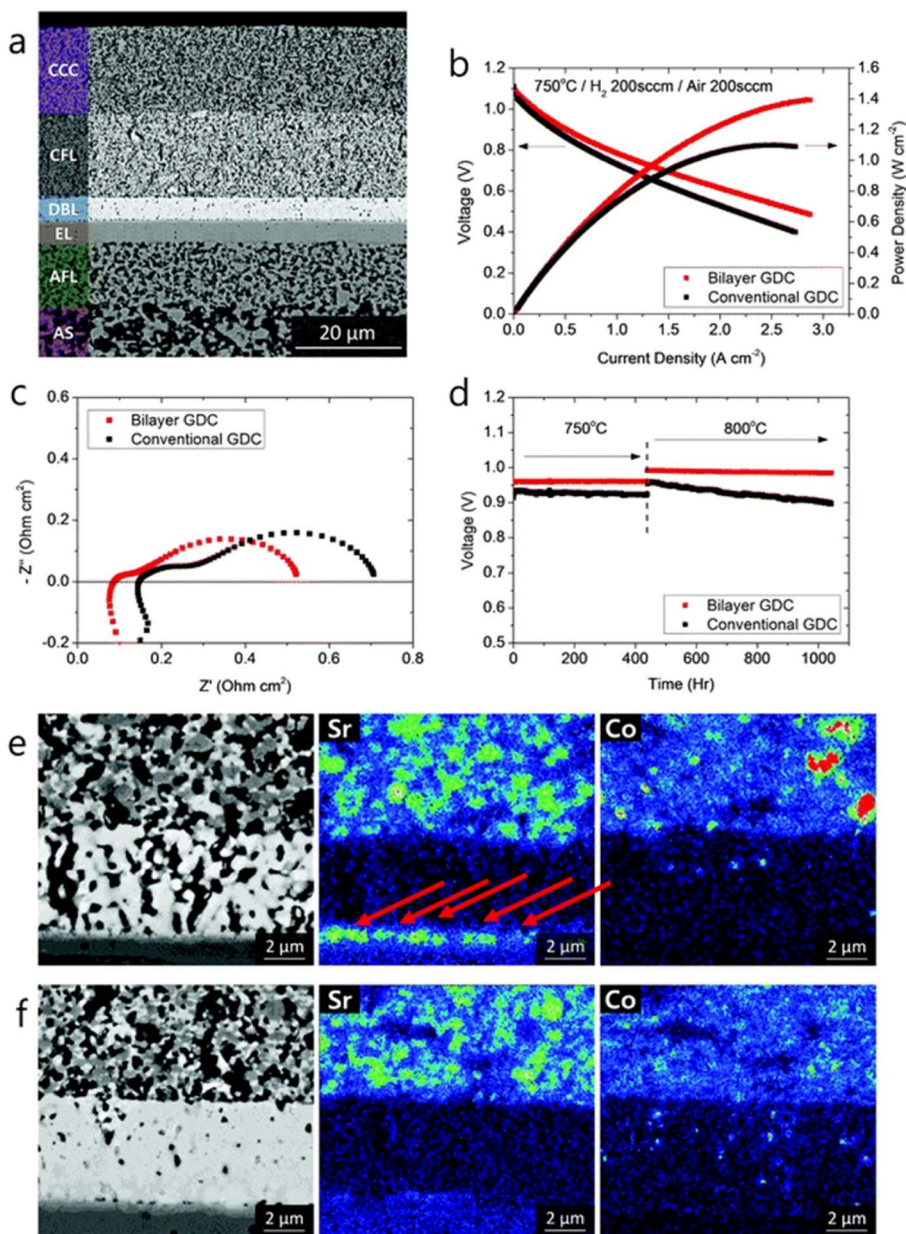 a
CCC
CFL
DBL
EL
AFL
AS
20 μm
b
750°C / H2 200sccm / Air 200sccm
1.2
1.0
0.8
0.6
0.4
0.2
0.0
Voltage (V)
1.6
1.4
1.2
1.0
0.8
0.6
0.4
0.2
0.0
Power Density (W cm-2)
Bilayer GDC
Conventional GDC
0.0 0.5 1.0 1.5 2.0 2.5 3.0
Current Density (A cm-2)
c
Bilayer GDC
Conventional GDC
0.6
0.4
0.2
0.0
-0.2
- Z" (Ohm cm2)
0.0 0.2 0.4 0.6 0.8
Z' (Ohm cm2)
d
750°C
800°C
1.2
1.1
1.0
0.9
0.8
0.7
0.6
0.5
Voltage (V)
Bilayer GDC
Conventional GDC
0 200 400 600 800 1000
Time (Hr)
e
Sr
Co
2 μm
2 μm
2 μm
f
Sr
Co
2 μm
2 μm
2 μm